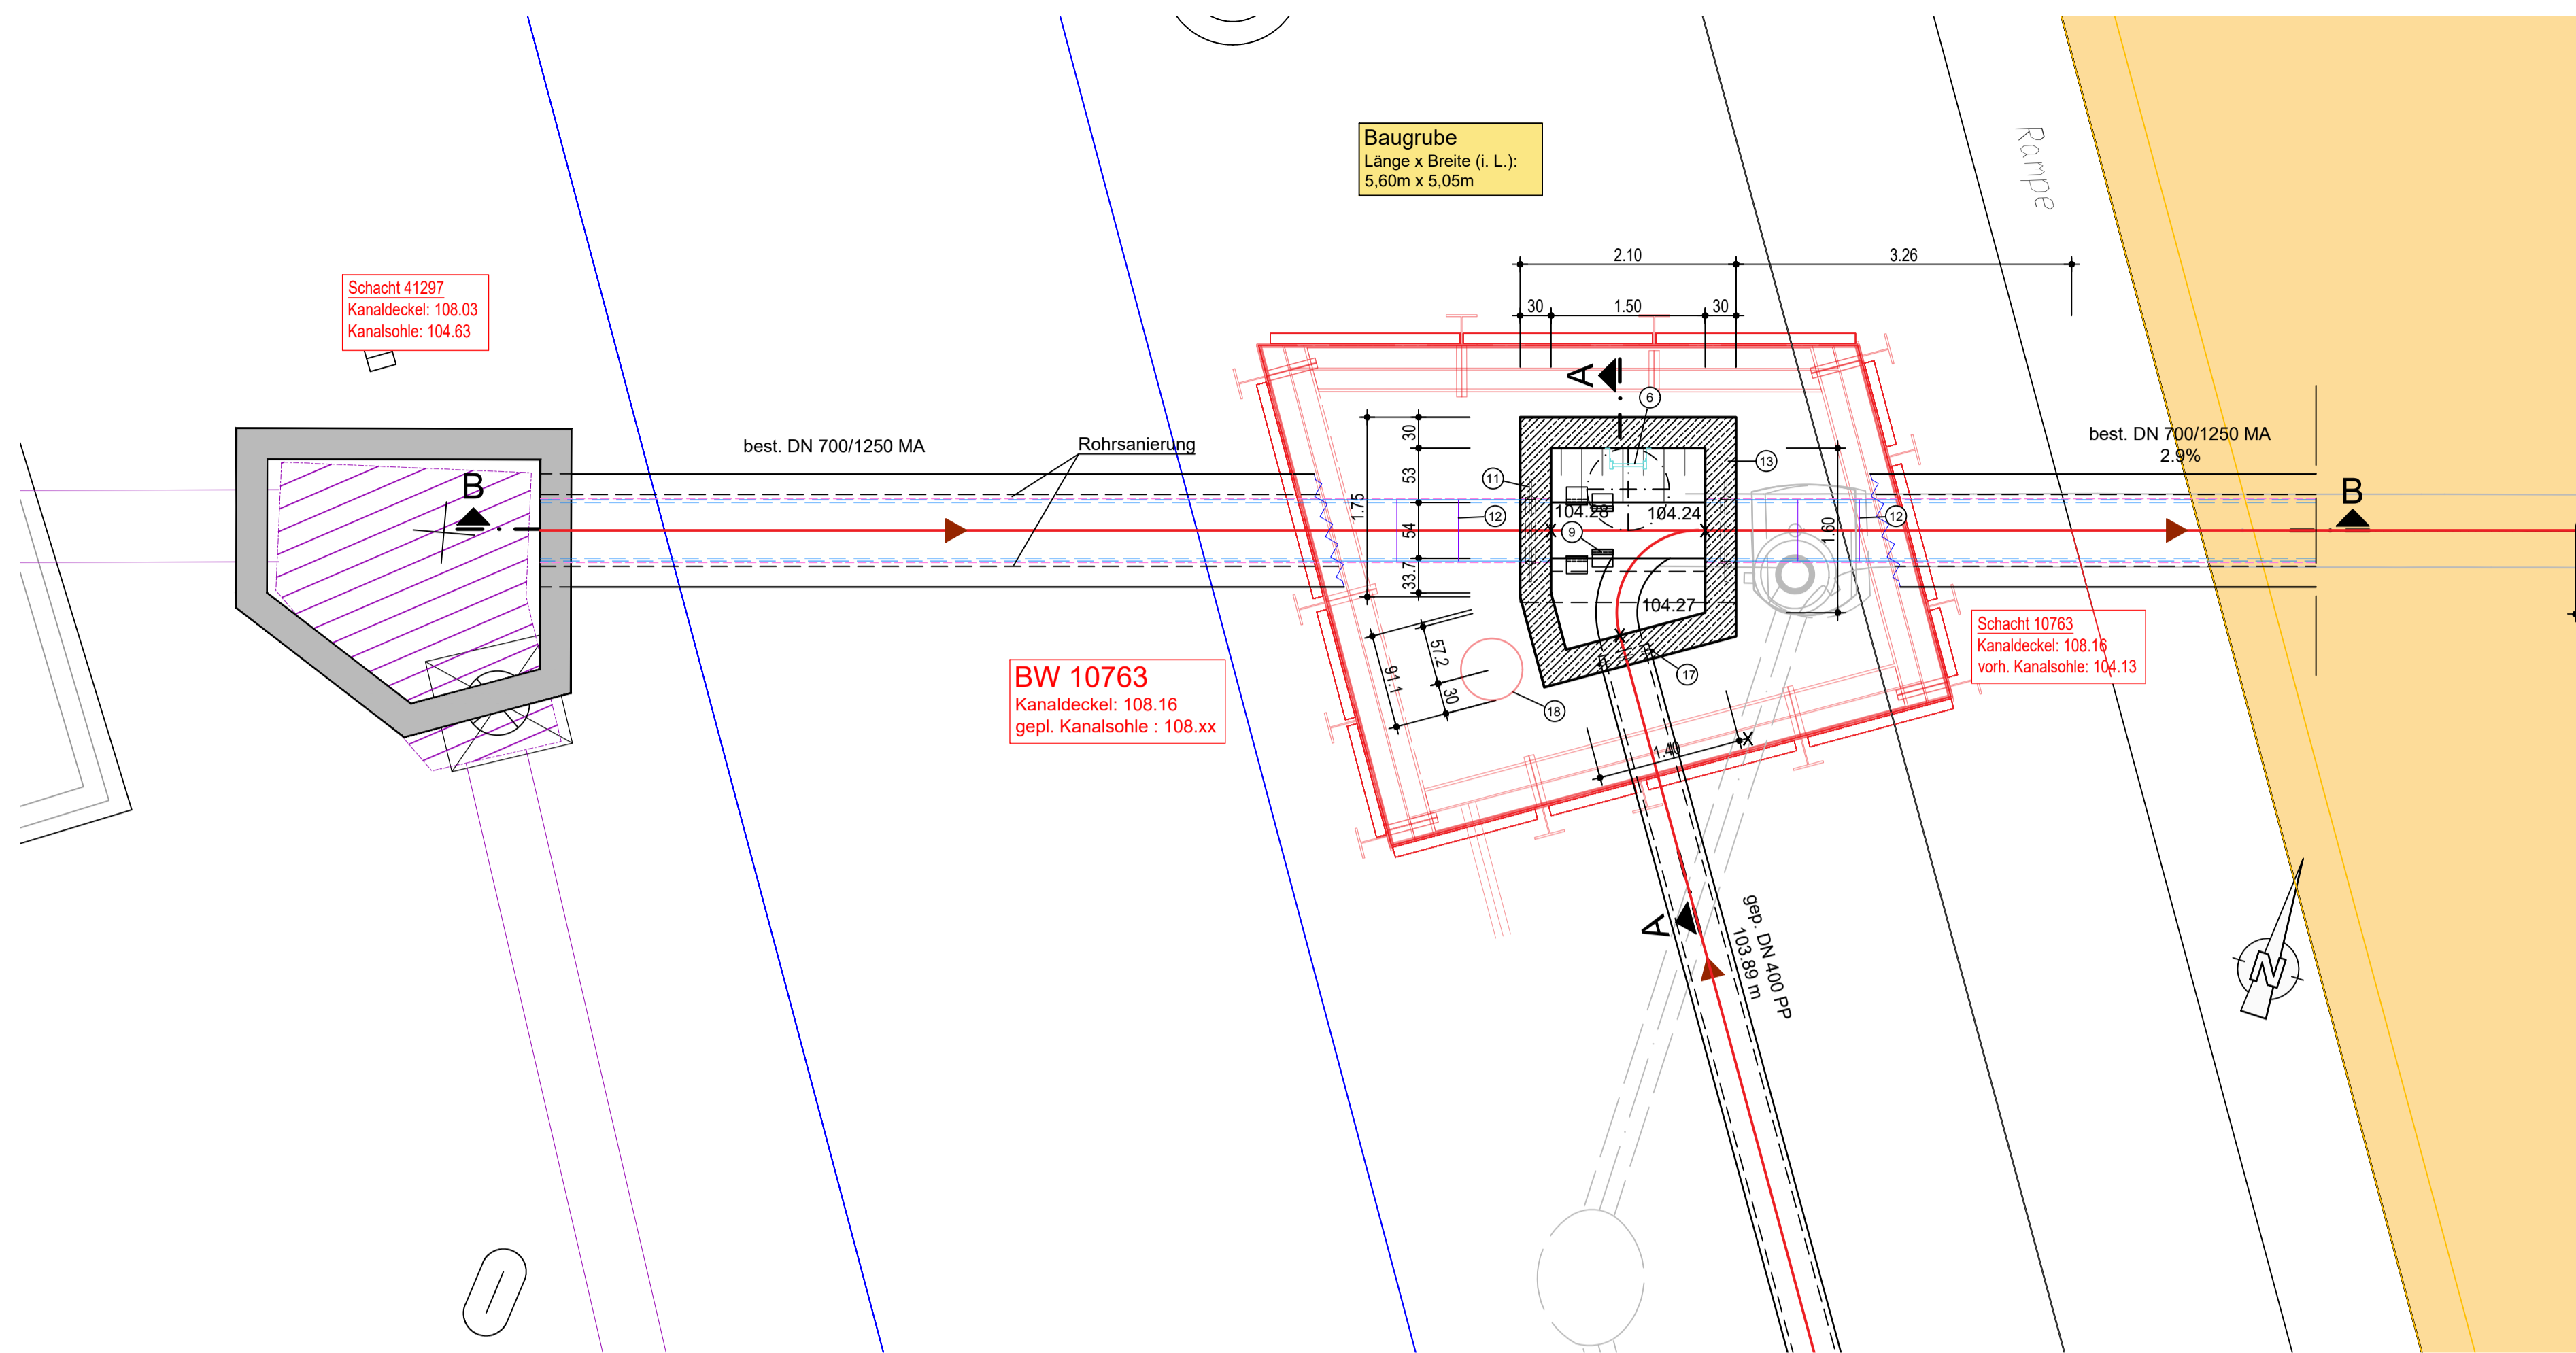 Baugrube
Länge x Breite (i. L.):
5,60m x 5,05m
Rampe
2.10
3.26
30
1.50
30
Schacht 41297
Kanaldeckel: 108.03
Kanalsohle: 104.63
A
6
best. DN 700/1250 MA
Rohrsanierung
best. DN 700/1250 MA
2.9%
B
B
30
53
54
33.7
1.75
11
13
12
12
104.28
104.24
9
1.60
104.27
57.2
91.1
30
17
18
1.40
BW 10763
Kanaldeckel: 108.16
gepl. Kanalsohle : 108.xx
Schacht 10763
Kanaldeckel: 108.16
vorh. Kanalsohle: 104.13
A
gep. DN 400 PP
103.89 m
N